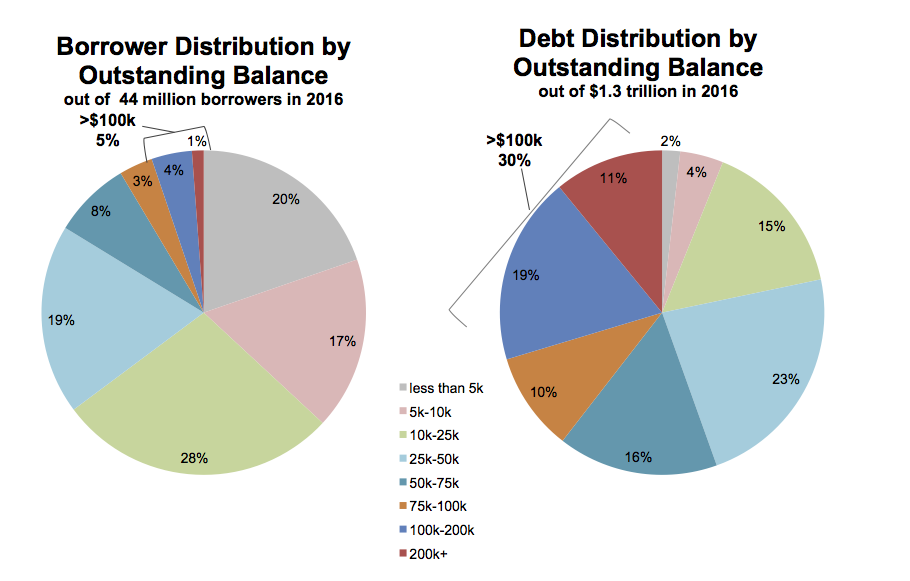 Borrower Distribution by
Outstanding Balance
out of 44 million borrowers in 2016
>$100k
5%
1%
4%
3%
8%
20%
19%
17%
28%
Debt Distribution by
Outstanding Balance
out of $1.3 trillion in 2016
>$100k
30%
2%
4%
11%
15%
19%
23%
10%
16%
less than 5k
5k-10k
10k-25k
25k-50k
50k-75k
75k-100k
100k-200k
200k+